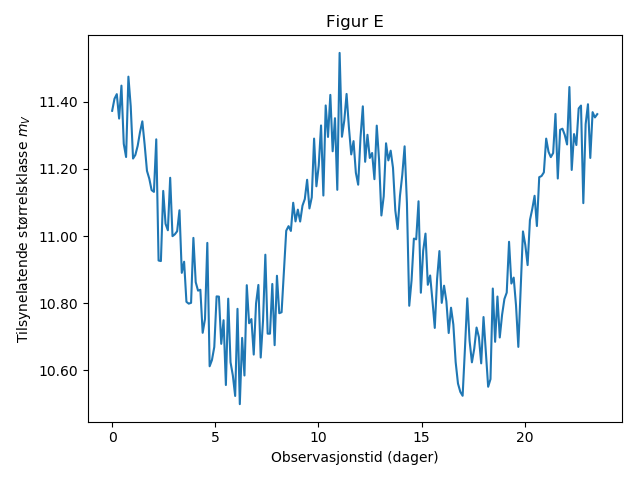 Figur E
Tilsynelatende størrelsklasse $m_V$
11.40
11.20
11.00
10.80
10.60
0 5 10 15 20
Observasjonstid (dager)